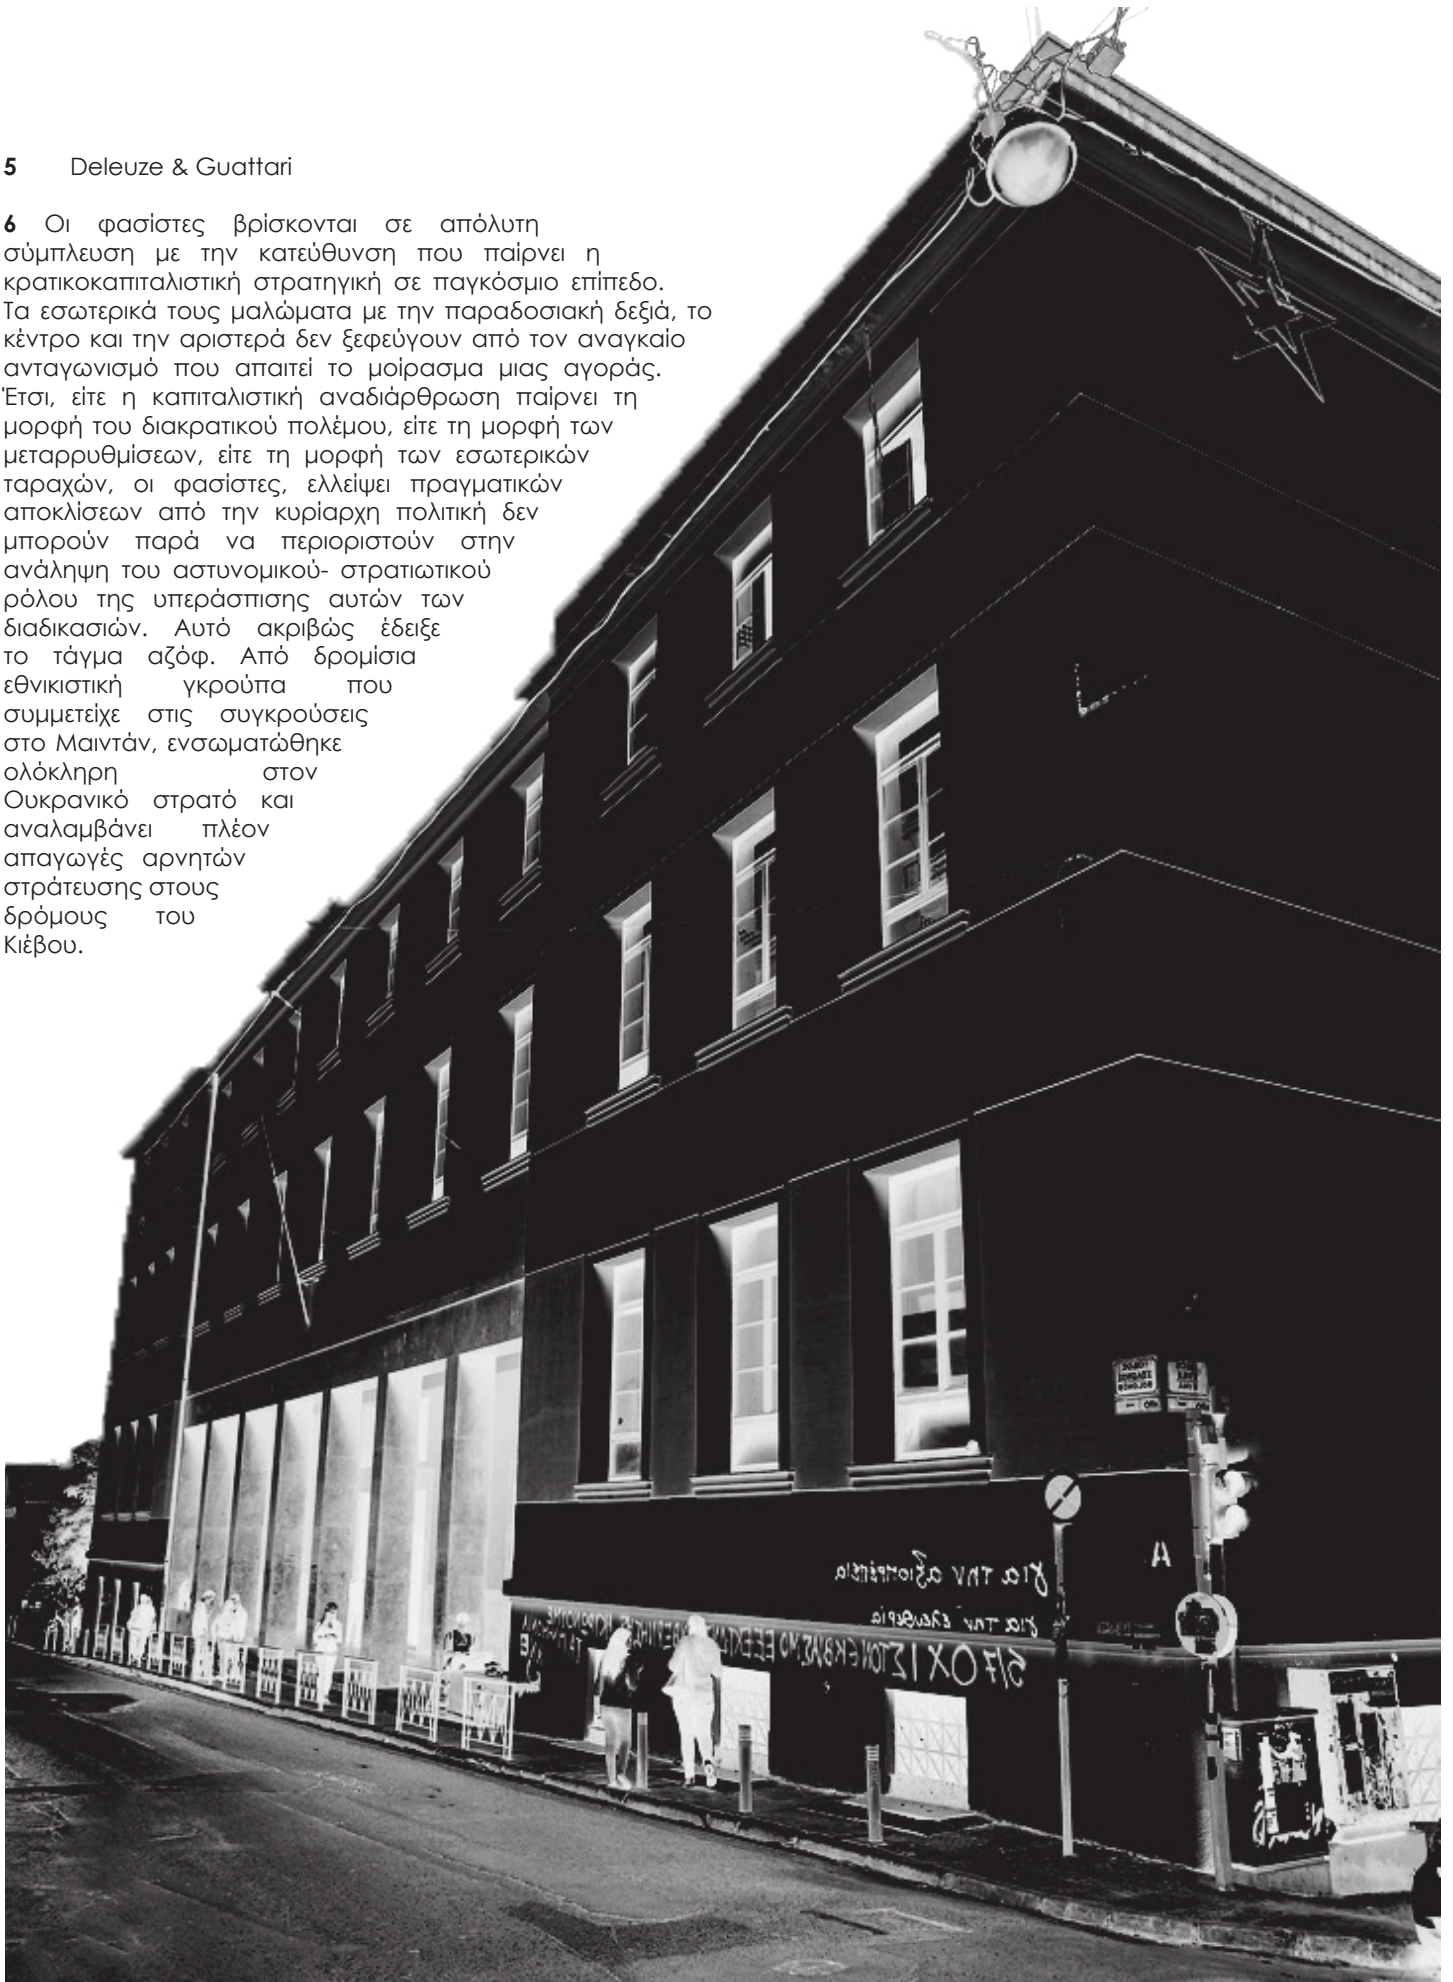 5 Deleuze & Guattari
6 Οι φασίστες βρίσκονται σε απόλυτη
σύμπλευση με την κατεύθυνση που παίρνει η
κρατικοκαπιταλιστική στρατηγική σε παγκόσμιο επίπεδο.
Τα εσωτερικά τους μαλώματα με την παραδοσιακή δεξιά, το
κέντρο και την αριστερά δεν ξεφεύγουν από τον αναγκαίο
ανταγωνισμό που απαιτεί το μοίρασμα μιας αγοράς.
Έτσι, είτε η καπιταλιστική αναδιάρθρωση παίρνει τη
μορφή του διακρατικού πολέμου, είτε τη μορφή των
μεταρρυθμίσεων, είτε τη μορφή των εσωτερικών
ταραχών, οι φασίστες, ελλείψει πραγματικών
αποκλίσεων από την κυρίαρχη πολιτική δεν
μπορούν παρά να περιοριστούν στην
ανάληψη του αστυνομικού- στρατιωτικού
ρόλου της υπεράσπισης αυτών των
διαδικασιών. Αυτό ακριβώς έδειξε
το τάγμα αζόφ. Από δρομίσια
εθνικιστική γκρούπα που
συμμετείχε στις συγκρούσεις
στο Μαιντάν, ενσωματώθηκε
ολόκληρη στον
Ουκρανικό στρατό και
αναλαμβάνει πλέον
απαγωγές αρνητών
στράτευσης στους
δρόμους του
Κιέβου.
για την αξιοπρέπεια
για την ελευθερία
5/7 ΟΧΙ ΣΤΟΝ ΕΚΒΙΑΣΜΟ